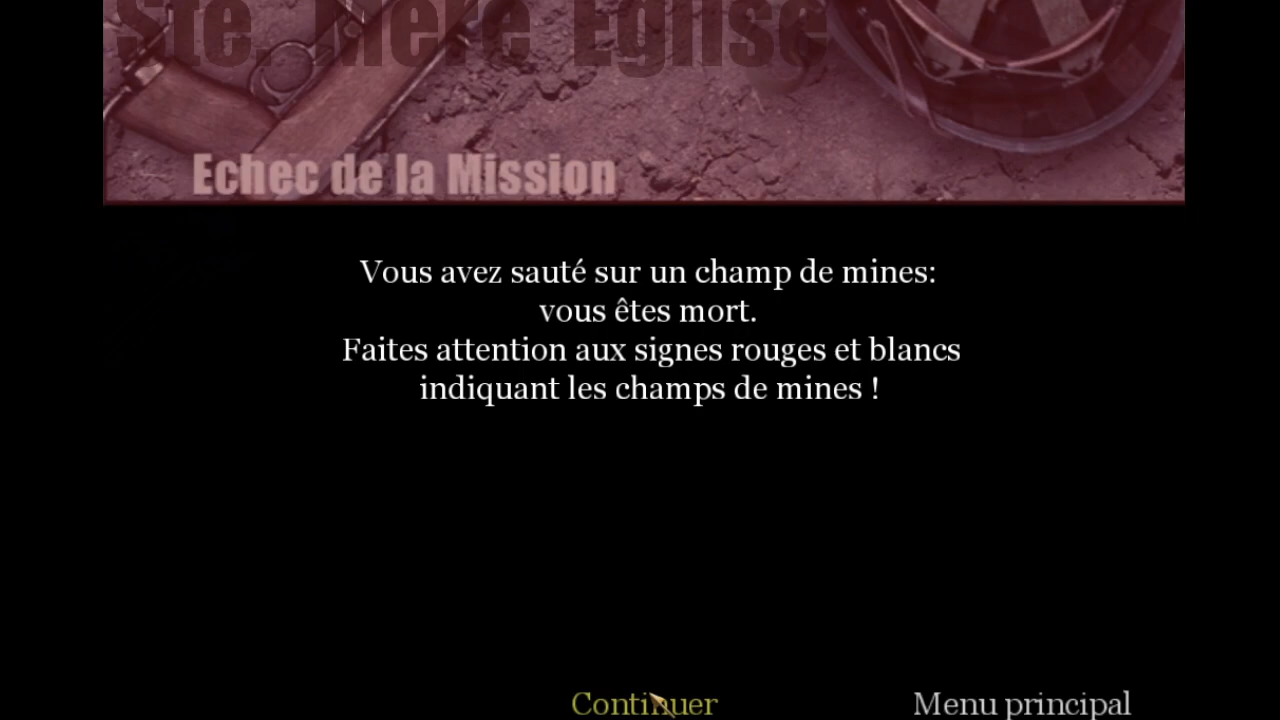 Ste. Mère Eglise
Echec de la Mission
Vous avez sauté sur un champ de mines:
vous êtes mort.
Faites attention aux signes rouges et blancs
indiquant les champs de mines !
Continuer
Menu principal